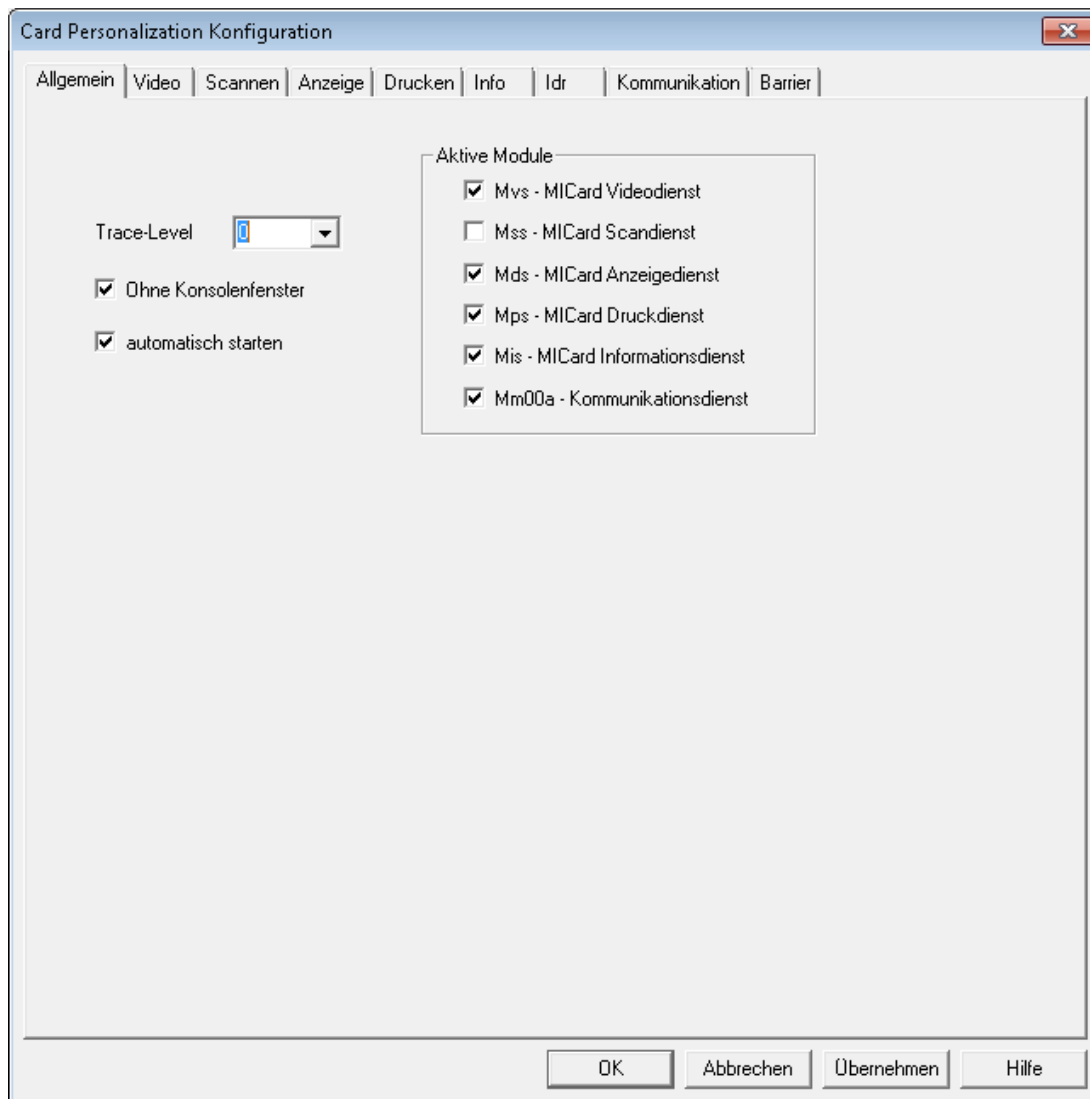 Card Personalization Konfiguration
Allgemein Video Scannen Anzeige Drucken Info Idr Kommunikation Barrier
Aktive Module
Mvs - MICard Videodienst
Trace-Level 0
Mss - MICard Scandienst
Ohne Konsolenfenster
Mds - MICard Anzeigedienst
Mps - MICard Druckdienst
automatisch starten
Mis - MICard Informationsdienst
Mm00a - Kommunikationsdienst
OK Abbrechen Übernehmen Hilfe